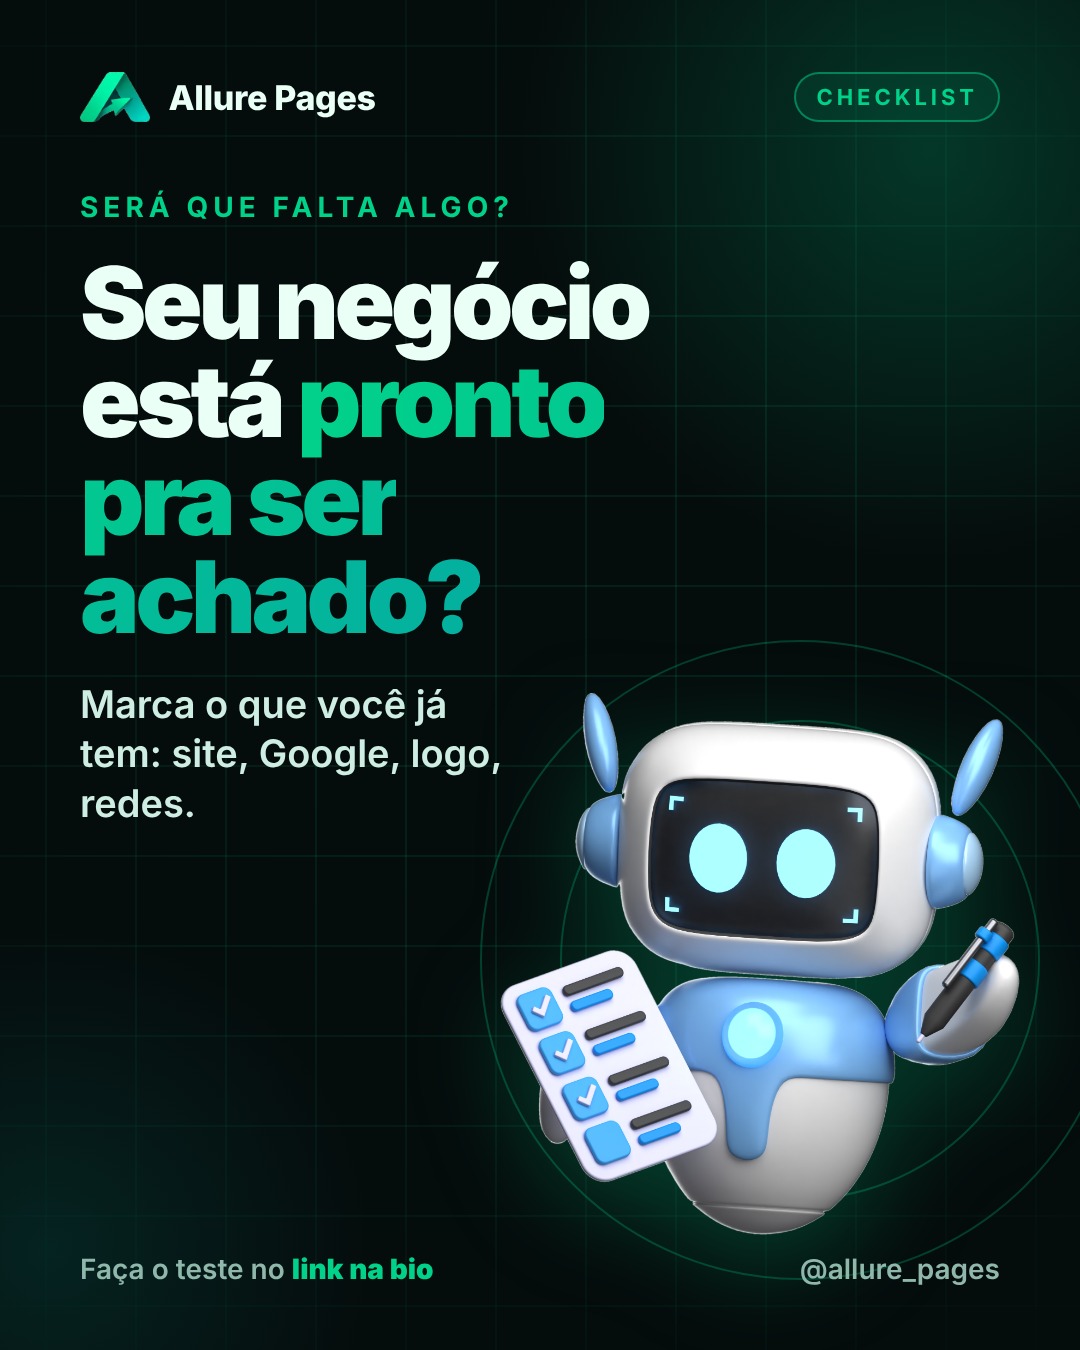 Allure Pages
CHECKLIST
SERÁ QUE FALTA ALGO?
Seu negócio
está pronto
pra ser
achado?
Marca o que você já
tem: site, Google, logo,
redes.
Faça o teste no link na bio
@allure_pages